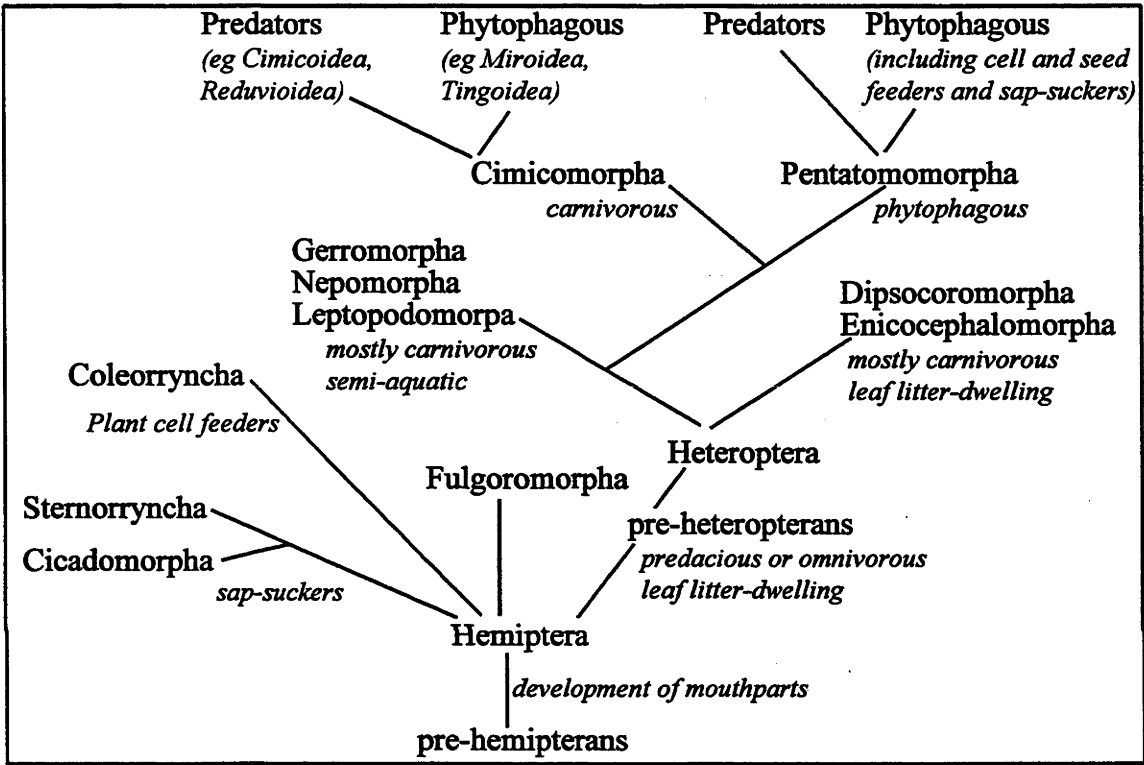 Predators
(eg Cimicoidea,
Reduvioidea)
Phytophagous
(eg Miroidea,
Tingoidea)
Predators
Phytophagous
(including cell and seed
feeders and sap-suckers)
Cimicomorpha
carnivorous
Pentatomomorpha
phytophagous
Gerromorpha
Nepomorpha
Leptopodomorpa
mostly carnivorous
semi-aquatic
Dipsocoromorpha
Enicocephalomorpha
mostly carnivorous
leaf litter-dwelling
Coleorryncha
Plant cell feeders
Heteroptera
Fulgoromorpha
Sternorryncha
Cicadomorpha
sap-suckers
pre-heteropterans
predacious or omnivorous
leaf litter-dwelling
Hemiptera
development of mouthparts
pre-hemipterans